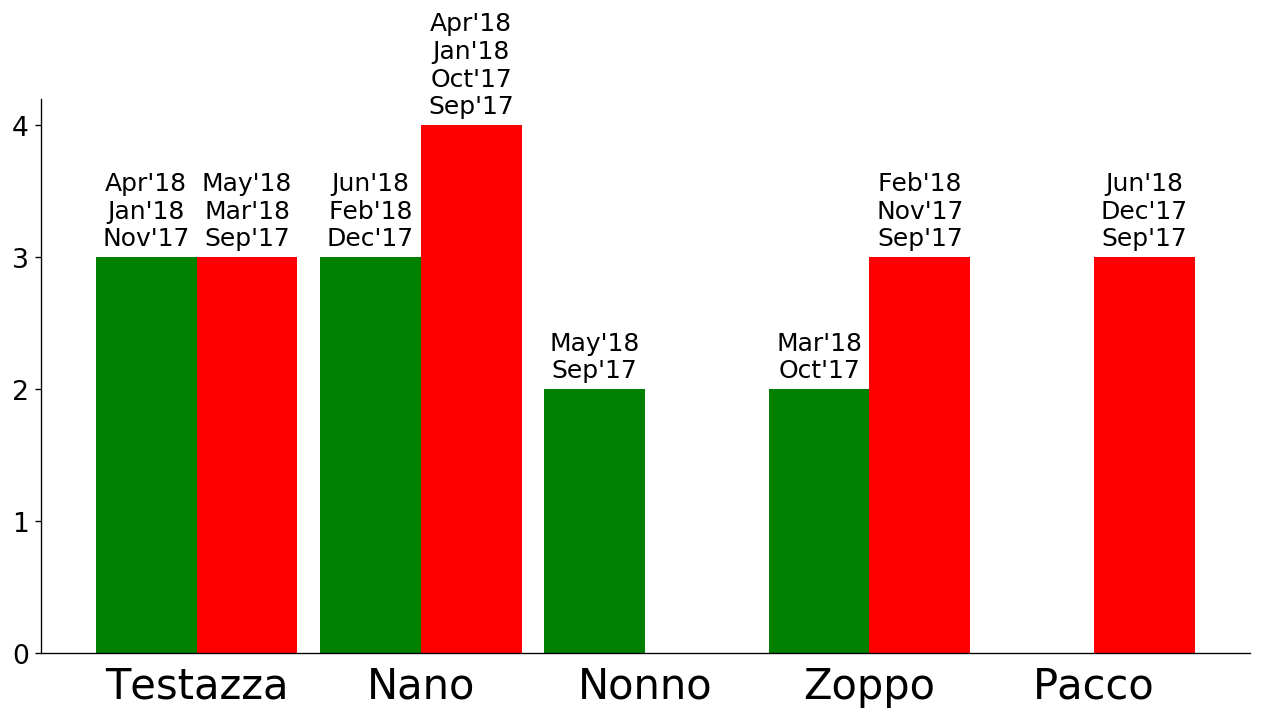 Apr'18
Jan'18
Oct'17
Sep'17
Apr'18
Jan'18
Nov'17
May'18
Mar'18
Sep'17
Jun'18
Feb'18
Dec'17
May'18
Sep'17
Mar'18
Oct'17
Feb'18
Nov'17
Sep'17
Jun'18
Dec'17
Sep'17
4
3
2
1
0
Testazza
Nano
Nonno
Zoppo
Pacco